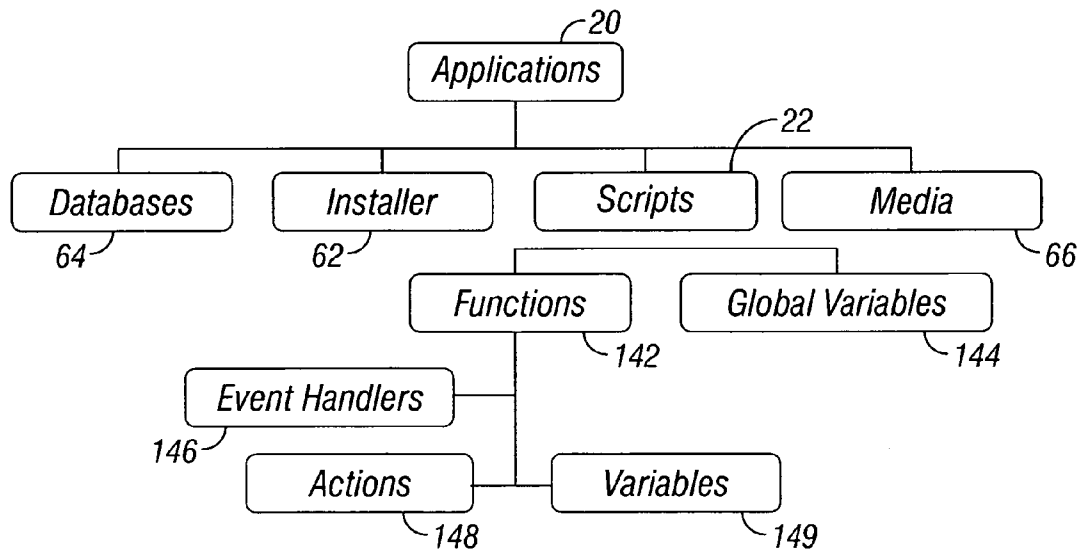 20
Applications
22
Databases
Installer
Scripts
Media
64
62
66
Functions
Global Variables
142
144
Event Handlers
146
Actions
Variables
148
149